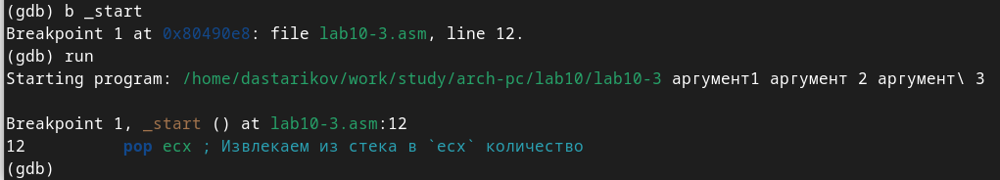 (gdb) b _start
Breakpoint 1 at 0x80490e8: file lab10-3.asm, line 12.
(gdb) run
Starting program: /home/dastarikov/work/study/arch-pc/lab10/lab10-3 аргумент1 аргумент 2 аргумент\ 3
Breakpoint 1, _start () at lab10-3.asm:12
12          pop ecx ; Извлекаем из стека в `ecx` количество
(gdb)